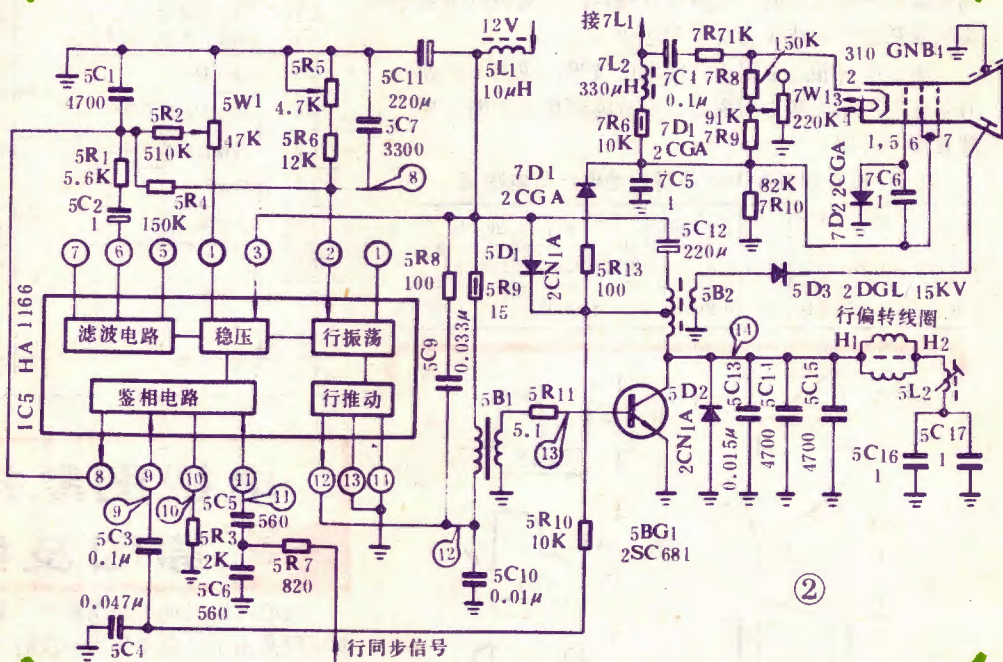 接7L1
12V
5L1
10μH
5C1
4700
5R2
510K
5W1
47K
5R5
4.7K
5R6
12K
5C11
220μ
5C7
3300
⑧
5R1
5.6K
5C2
1
5R4
150K
7L2
330μH
7R6
10K
7C4
0.1μ
7R7 1K
7R8
150K
91K
7R9
7W1
220K
310 GNB4
2
3
4
1,5
6
7
7D1
2CGA
7D1
2CGA
7C5
1
82K
7R10
7D2 2CGA
7C6
1
⑦ ⑥ ⑤ ④ ③ ② ①
5R8
100
5D1
2CN1A
5R9
15
5R13
100
5C12
220μ
5B2
5D3 2DGL/15KV
IC5 HA 1166
滤波电路
稳压
行振荡
鉴相电路
行推动
5C9
0.033μ
5B1
5R11
5.1
⑬
⑭
行偏转线圈
H1
H2
5L2
5D2
2CN1A
5C13
0.015μ
5C14
4700
5C15
4700
5C16
1
5C17
1
⑧ ⑨ ⑩ ⑪ ⑫ ⑬ ⑭
⑨
⑩
⑪
⑫
5C5
560
5C3
0.1μ
5R3
2K
5C6
560
5R7
820
5C10
0.01μ
5R10
10K
5BG1
2SC681
②
0.047μ
5C4
行同步信号